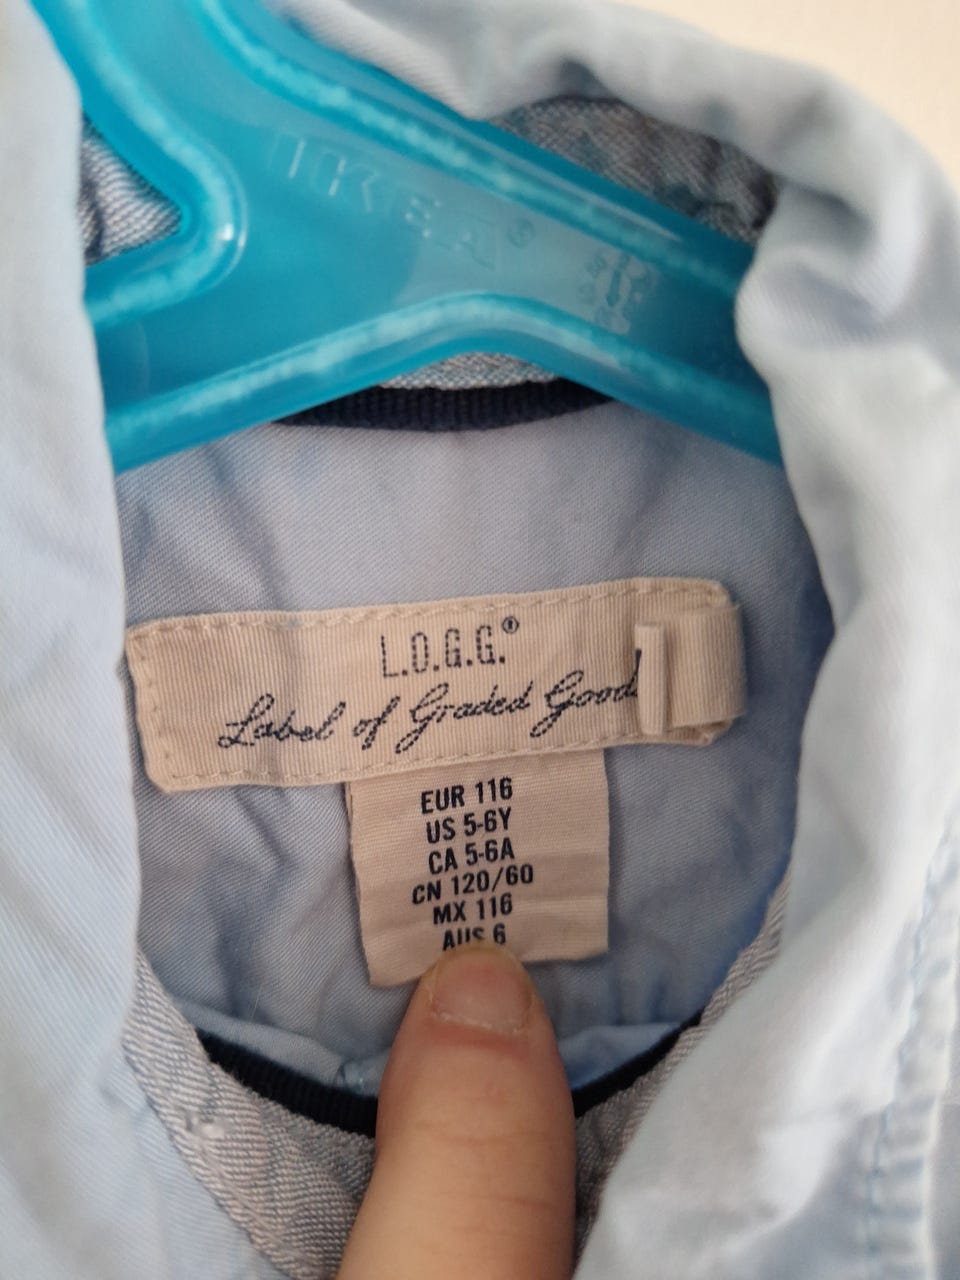 IKEA®
L.O.G.G.®
Label of Graded Good
EUR 116
US 5-6Y
CA 5-6A
CN 120/60
MX 116
AUS 6